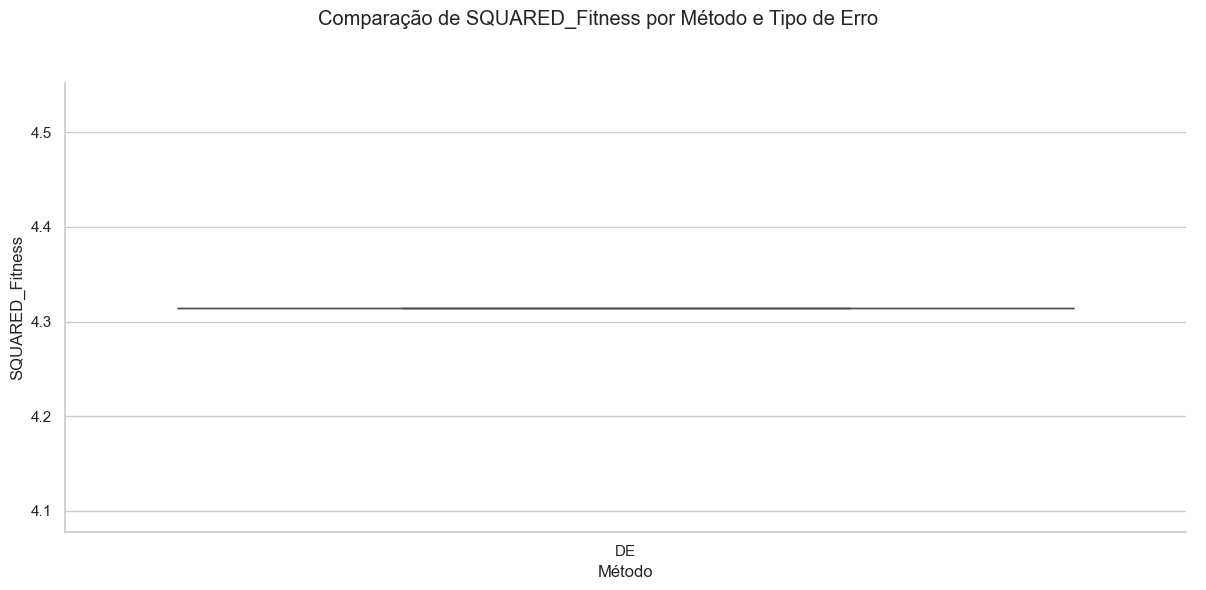 Comparação de SQUARED_Fitness por Método e Tipo de Erro
SQUARED_Fitness
4.5
4.4
4.3
4.2
4.1
DE
Método